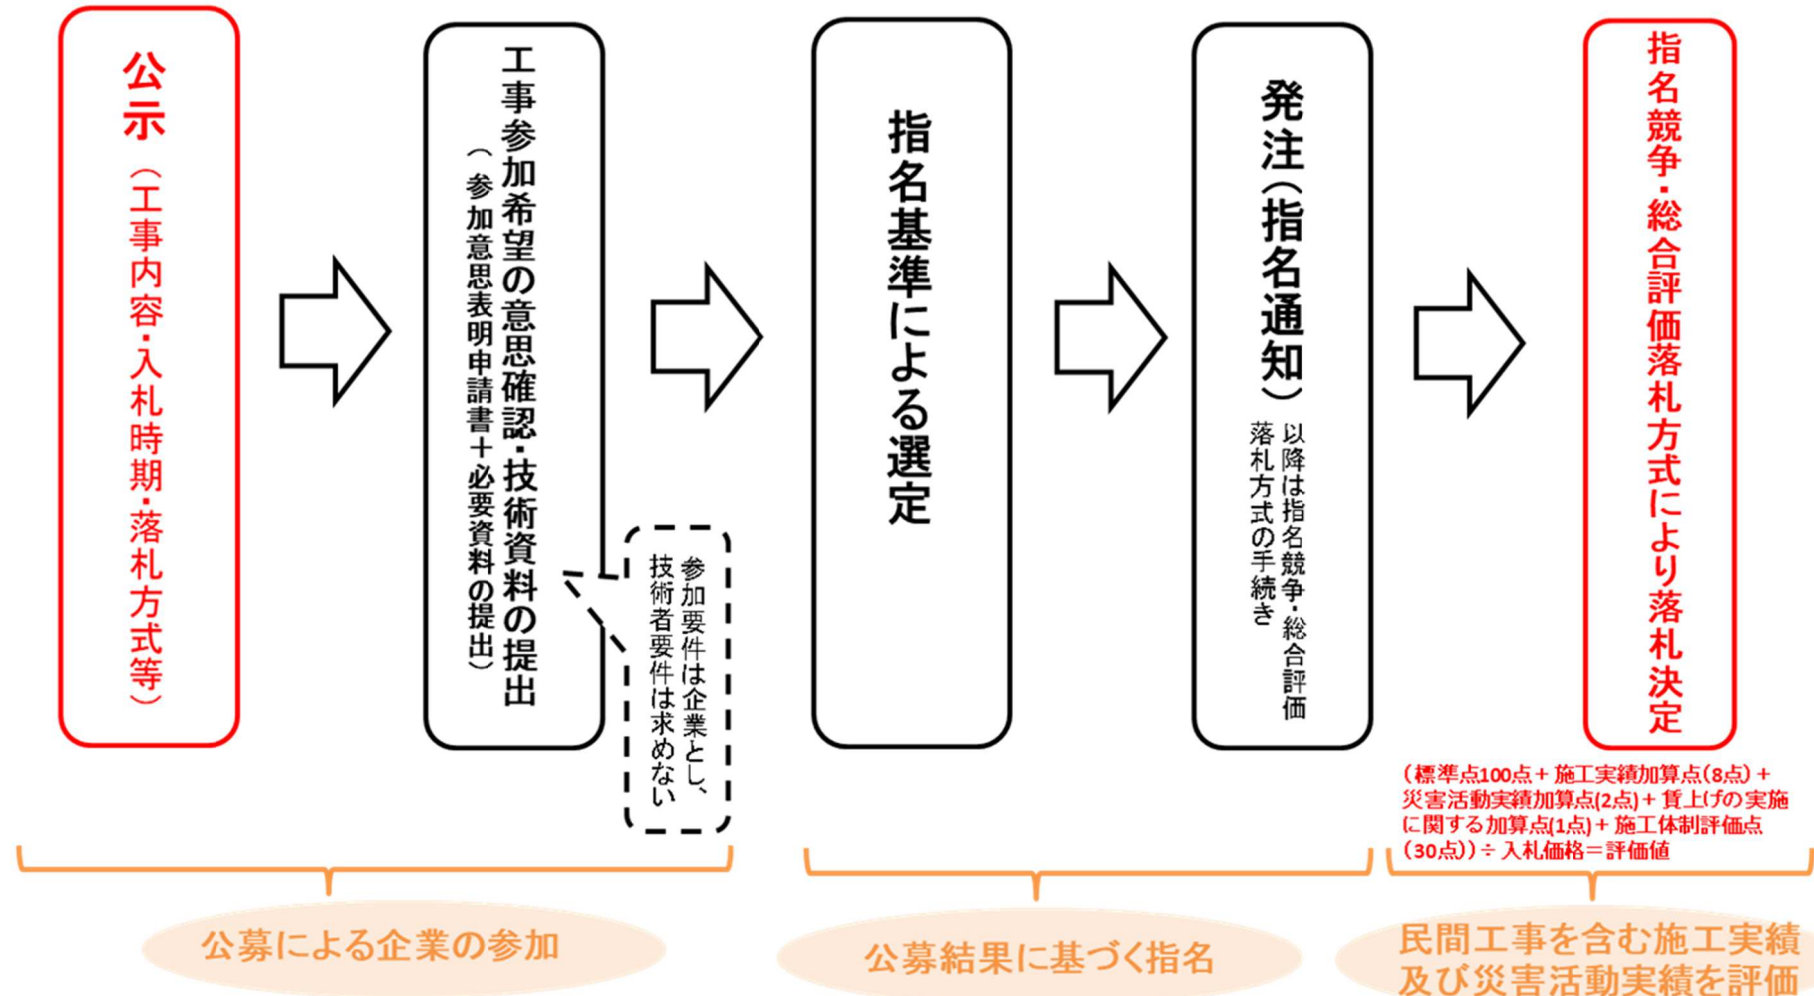 公示（工事内容・入札時期・落札方式等）
工事参加希望の意思確認・技術資料の提出
（参加意思表明申請書＋必要資料の提出）
参加要件は企業とし、
技術者要件は求めない
指名基準による選定
発注（指名通知）
以降は指名競争・総合評価
落札方式の手続き
指名競争・総合評価落札方式により落札決定
(標準点100点＋施工実績加算点(8点)＋
災害活動実績加算点(2点)＋賃上げの実施
に関する加算点(1点)＋施工体制評価点
(30点))÷入札価格＝評価値
公募による企業の参加
公募結果に基づく指名
民間工事を含む施工実績
及び災害活動実績を評価